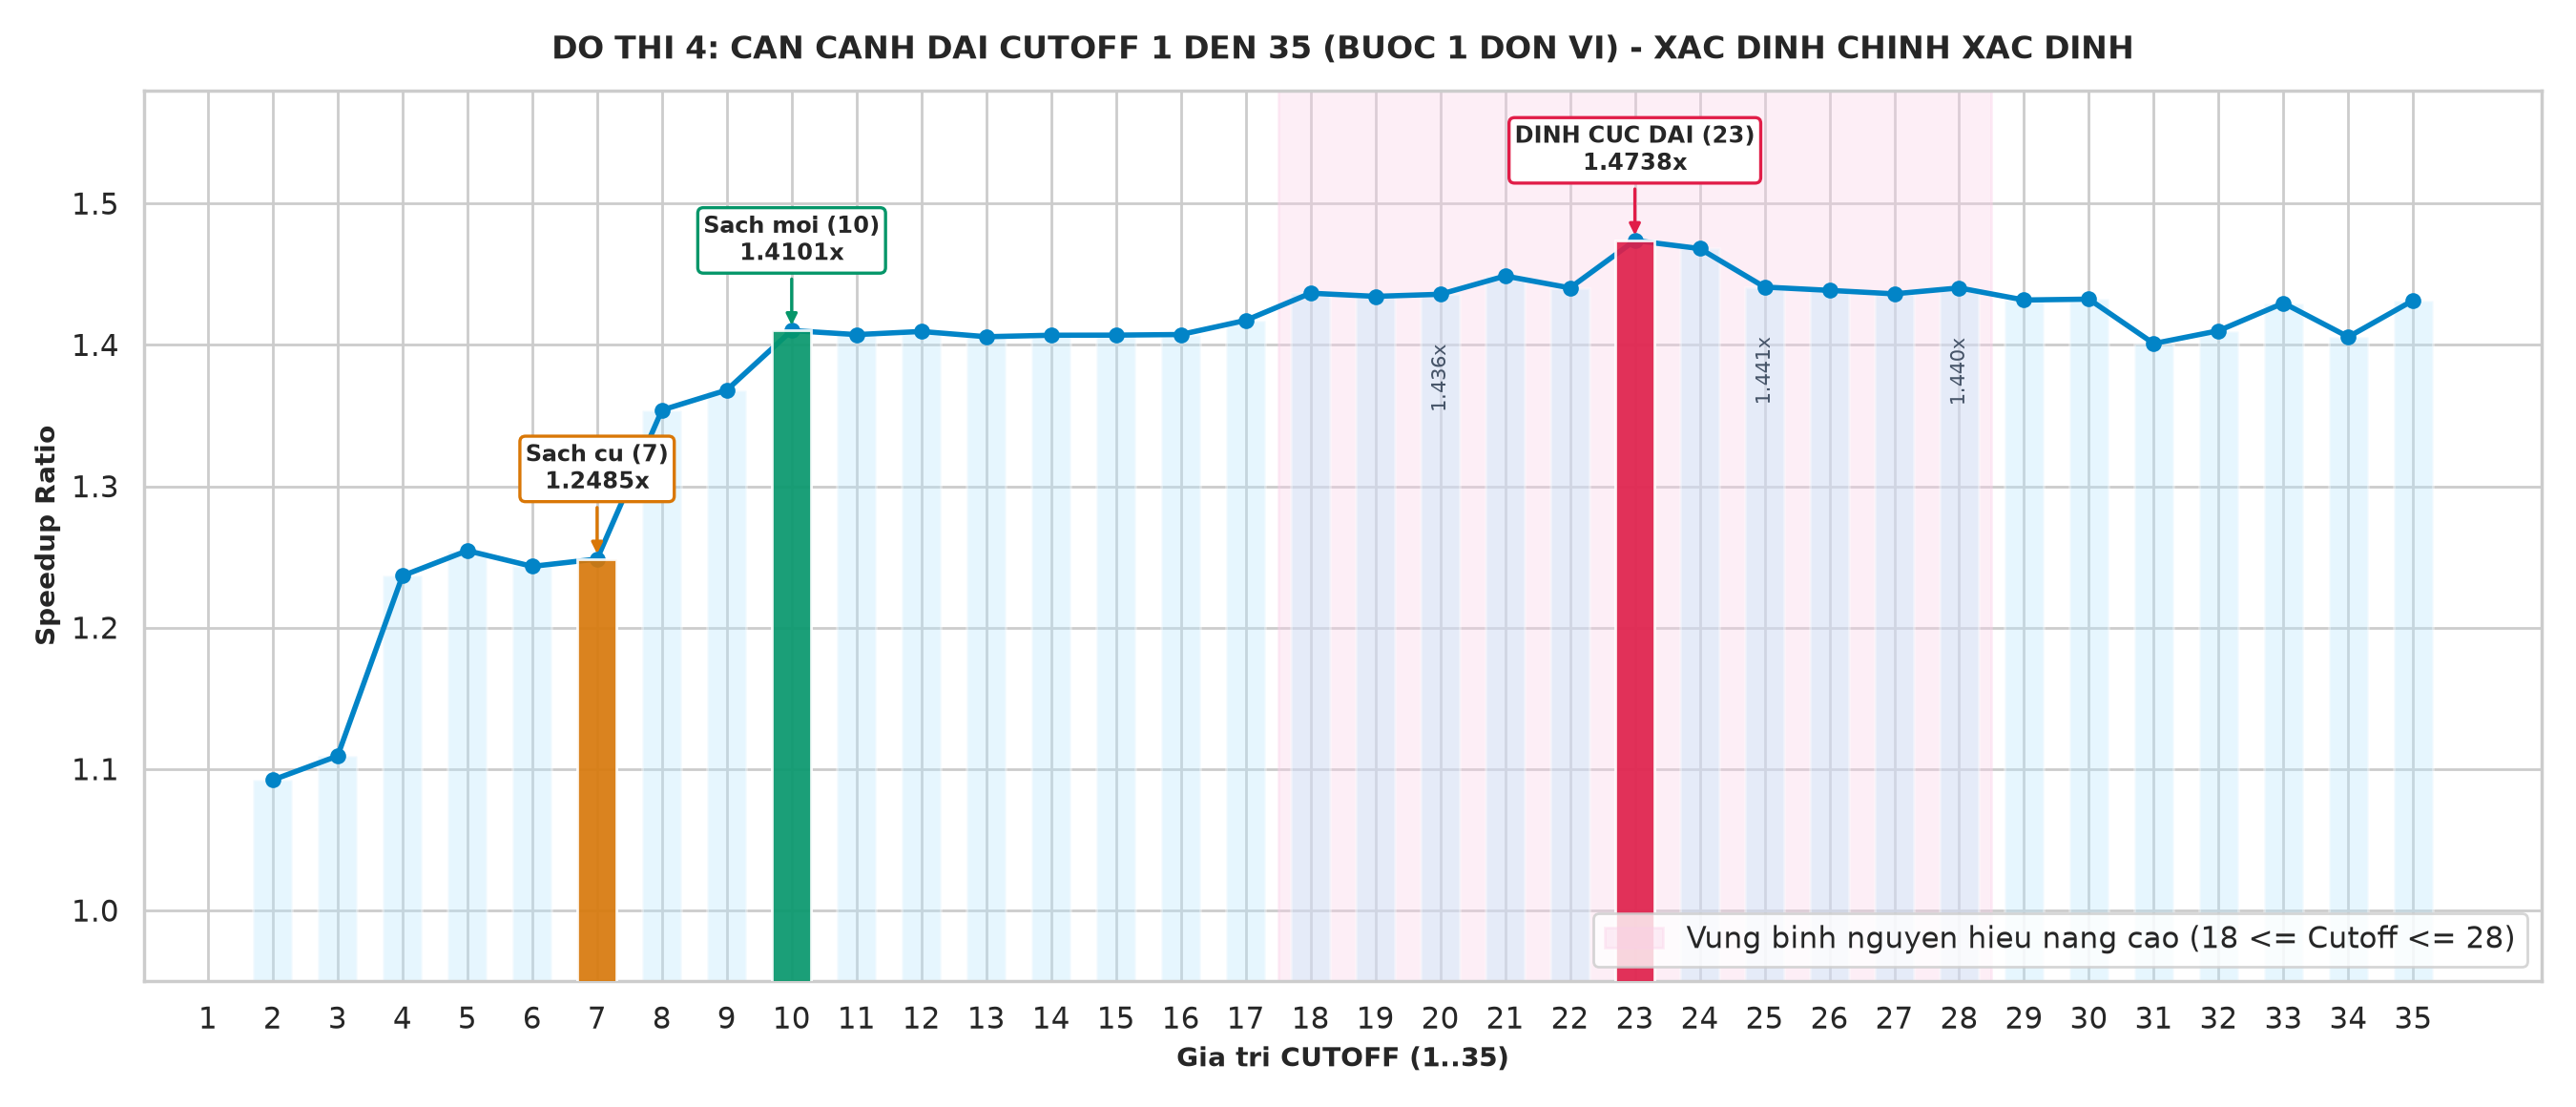 DO THI 4: CAN CANH DAI CUTOFF 1 DEN 35 (BUOC 1 DON VI) - XAC DINH CHINH XAC DINH
DINH CUC DAI (23)
1.4738x
Sach moi (10)
1.4101x
Sach cu (7)
1.2485x
1.436x
1.441x
1.440x
Speedup Ratio
1.5
1.4
1.3
1.2
1.1
1.0
Vung binh nguyen hieu nang cao (18 <= Cutoff <= 28)
1 2 3 4 5 6 7 8 9 10 11 12 13 14 15 16 17 18 19 20 21 22 23 24 25 26 27 28 29 30 31 32 33 34 35
Gia tri CUTOFF (1..35)